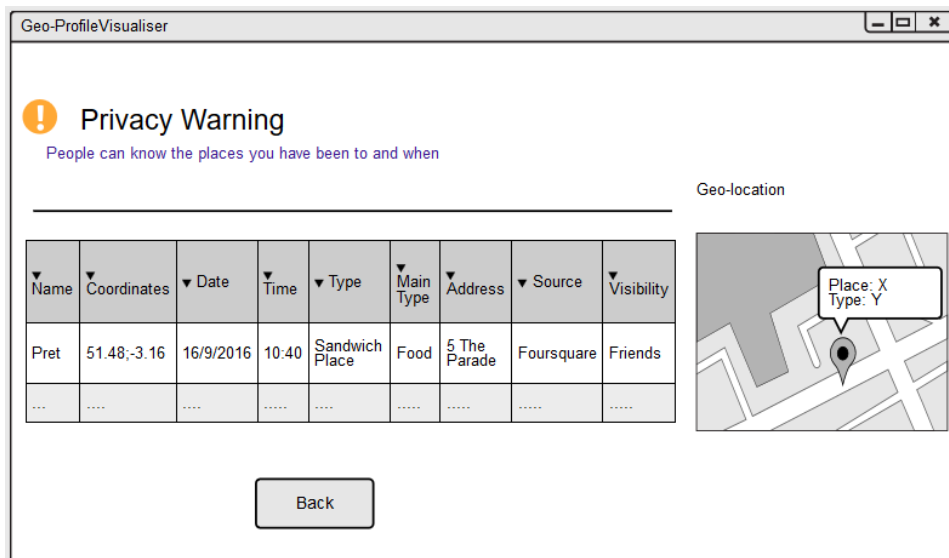 Geo-ProfileVisualiser
Privacy Warning
People can know the places you have been to and when
Geo-location
Name Coordinates Date Time Type Main Type Address Source Visibility
Pret 51.48;-3.16 16/9/2016 10:40 Sandwich Place Food 5 The Parade Foursquare Friends
... .... .... ..... .... ..... ..... ..... .....
Place: X
Type: Y
Back